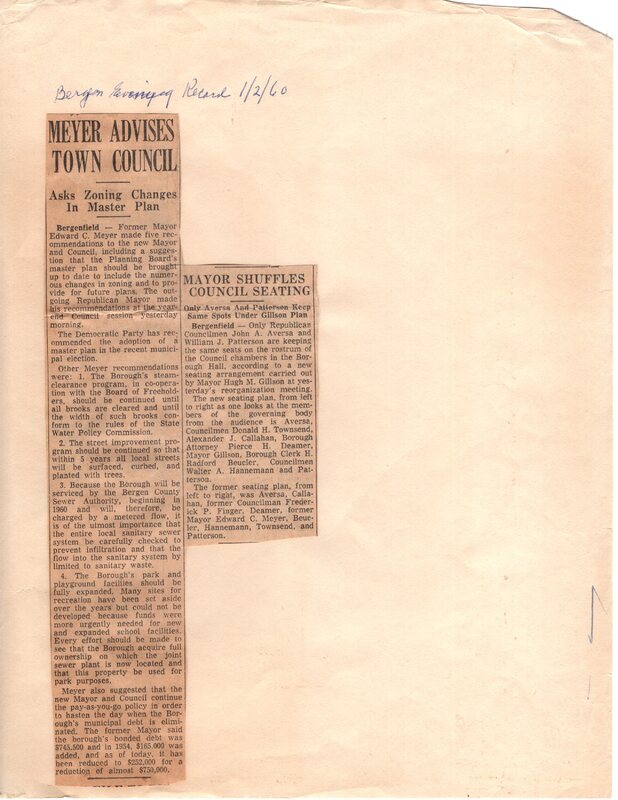 Bergen Evening Record 1/2/60
MEYER ADVISES
TOWN COUNCIL
Asks Zoning Changes
In Master Plan
Bergenfield — Former Mayor
Edward C. Meyer made five rec-
ommendations to the new Mayor
and Council, including a sugges-
tion that the Planning Board's
master plan should be brought
up to date to include the numer-
ous changes in zoning and to pro-
vide for future plans. The out-
going Republican Mayor made
his recommendations at the year-
end Council session yesterday
morning.
The Democratic Party has rec-
ommended the adoption of a
master plan in the recent munici-
pal election.
Other Meyer recommendations
were: 1. The Borough's steam-
clearance program, in co-opera-
tion with the Board of Freehold-
ers, should be continued until
all brooks are cleared and until
the width of such brooks con-
form to the rules of the State
Water Policy Commission.
2. The street improvement pro-
gram should be continued so that
within 5 years all local streets
will be surfaced, curbed, and
planted with trees.
3. Because the Borough will be
serviced by the Bergen County
Sewer Authority, beginning in
1960 and will, therefore, be
charged by a metered flow, it
is of the utmost importance that
the entire local sanitary sewer
system be carefully checked to
prevent infiltration and that the
flow into the sanitary system by
limited to sanitary waste.
4. The Borough's park and
playground facilities should be
fully expanded. Many sites for
recreation have been set aside
over the years but could not be
developed because funds were
more urgently needed for new
and expanded school facilities.
Every effort should be made to
see that the Borough acquire full
ownership on which the joint
sewer plant is now located and
that this property be used for
park purposes.
Meyer also suggested that the
new Mayor and Council continue
the pay-as-you-go policy in order
to hasten the day when the Bor-
ough's municipal debt is elimi-
nated. The former Mayor said
the borough's bonded debt was
$745,500 and in 1954, $165,000 was
added, and as of today, it has
been reduced to $252,000 for a
reduction of almost $750,000.
MAYOR SHUFFLES
COUNCIL SEATING
Only Aversa And Patterson Keep
Same Spots Under Gillson Plan
Bergenfield — Only Republican
Councilmen John A. Aversa and
William J. Patterson are keeping
the same seats on the rostrum of
the Council chambers in the Bor-
ough Hall, according to a new
seating arrangement carried out
by Mayor Hugh M. Gillson at yes-
terday's reorganization meeting.
The new seating plan, from left
to right as one looks at the mem-
bers of the governing body
from the audience is Aversa,
Councilmen Donald H. Townsend,
Alexander J. Callahan, Borough
Attorney Pierce H. Deamer,
Mayor Gillson, Borough Clerk H.
Radford Beucler, Councilmen
Walter A. Hannemann and Pat-
terson.
The former seating plan, from
left to right, was Aversa, Calla-
han, former Councilman Freder-
ick P. Finger, Deamer, former
Mayor Edward C. Meyer, Beuc-
ler, Hannemann, Townsend, and
Patterson.